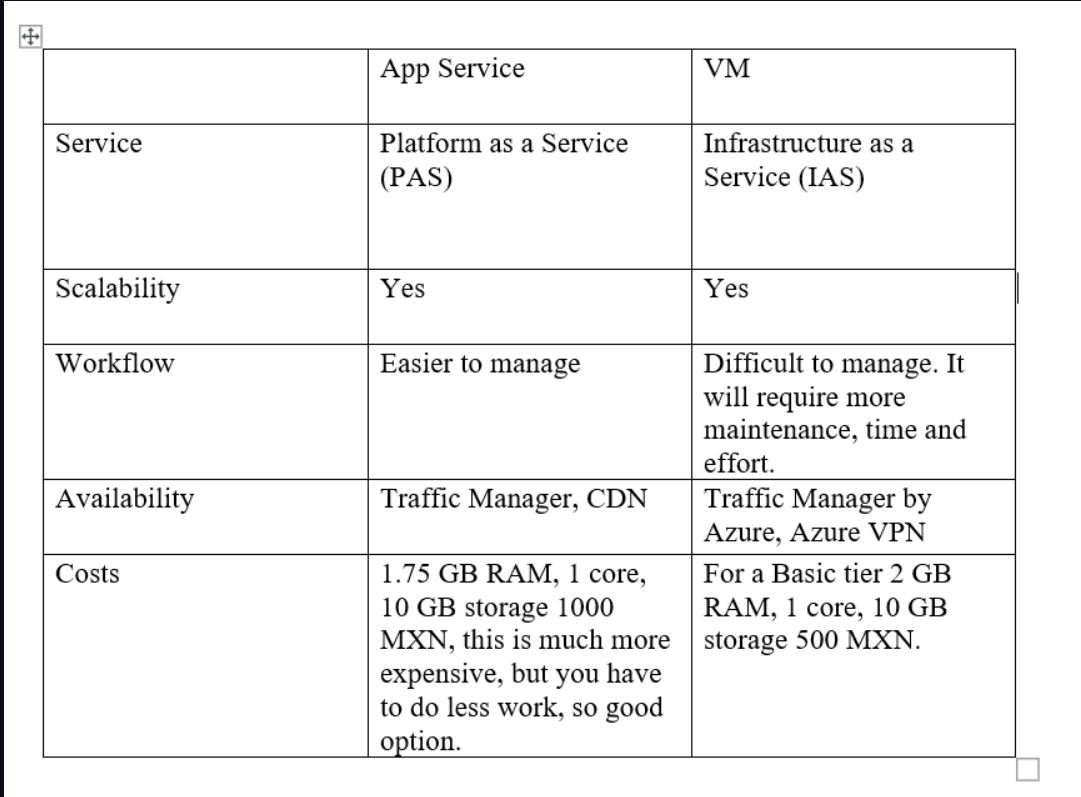 App Service
VM
Service
Platform as a Service
(PAS)
Infrastructure as a
Service (IAS)
Scalability
Yes
Yes
Workflow
Easier to manage
Difficult to manage. It
will require more
maintenance, time and
effort.
Availability
Traffic Manager, CDN
Traffic Manager by
Azure, Azure VPN
Costs
1.75 GB RAM, 1 core,
10 GB storage 1000
MXN, this is much more
expensive, but you have
to do less work, so good
option.
For a Basic tier 2 GB
RAM, 1 core, 10 GB
storage 500 MXN.